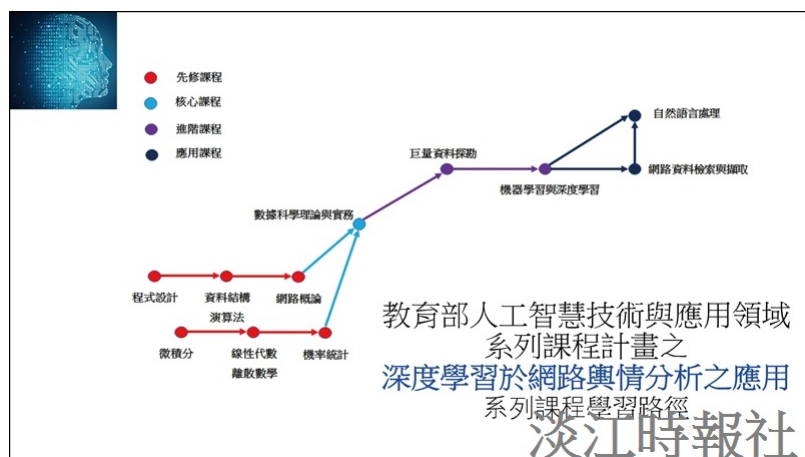 先修課程
核心課程
進階課程
應用課程
自然語言處理
巨量資料探勘
網路資料檢索與擷取
機器學習與深度學習
數據科學理論與實務
程式設計
資料結構
演算法
網路概論
微積分
線性代數
離散數學
機率統計
教育部人工智慧技術與應用領域
系列課程計畫之
深度學習於網路輿情分析之應用
系列課程學習路徑
淡江時報社